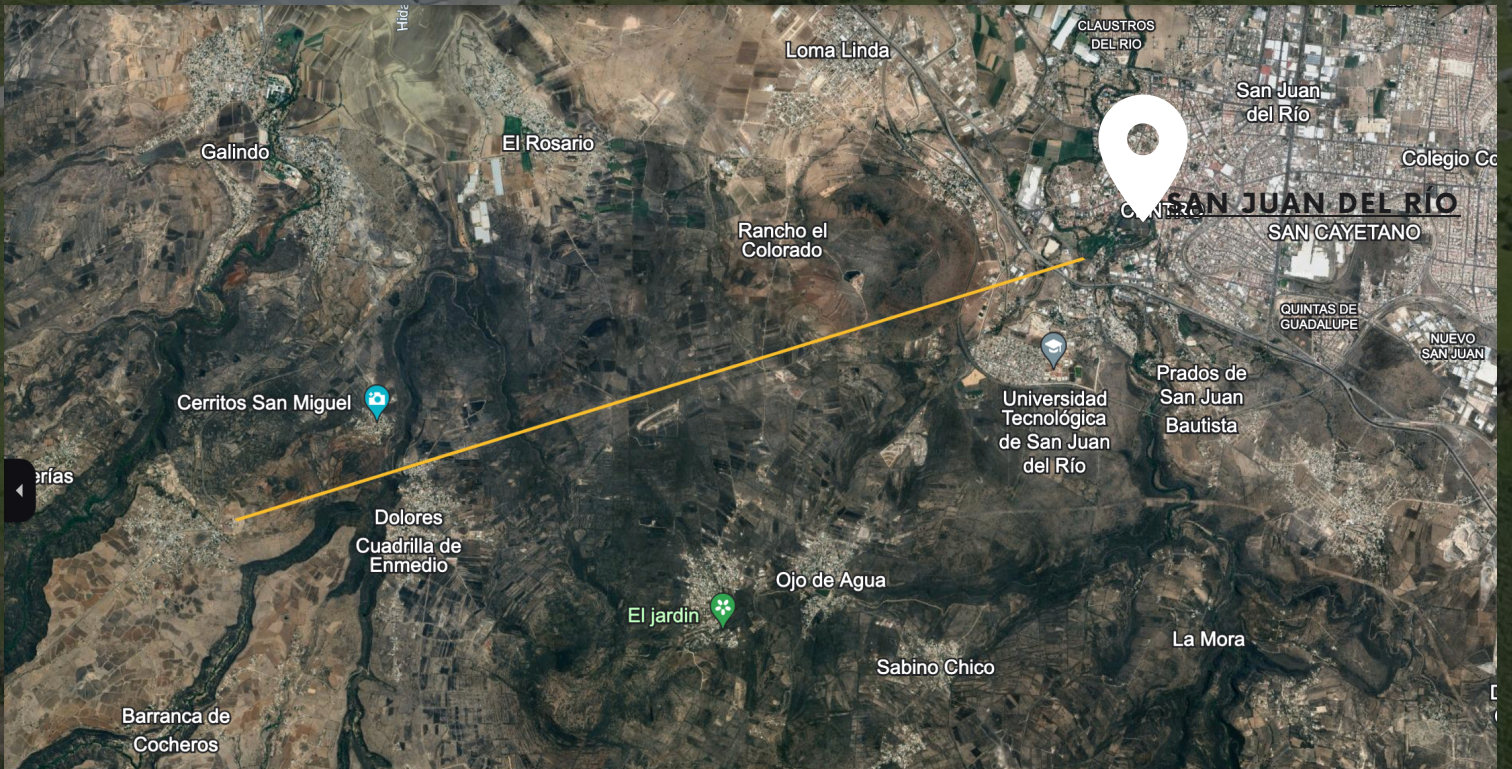 Hida
CLAUSTROS
DEL RIO
Loma Linda
San Juan
del Río
El Rosario
Galindo
Colegio Co
SAN JUAN DEL RÍO
SAN CAYETANO
Rancho el
Colorado
QUINTAS DE
GUADALUPE
NUEVO
SAN JUAN
Prados de
San Juan
Bautista
Universidad
Tecnológica
de San Juan
del Río
Cerritos San Miguel
erías
Dolores
Cuadrilla de
Enmedio
Ojo de Agua
El jardin
La Mora
Sabino Chico
Barranca de
Cocheros